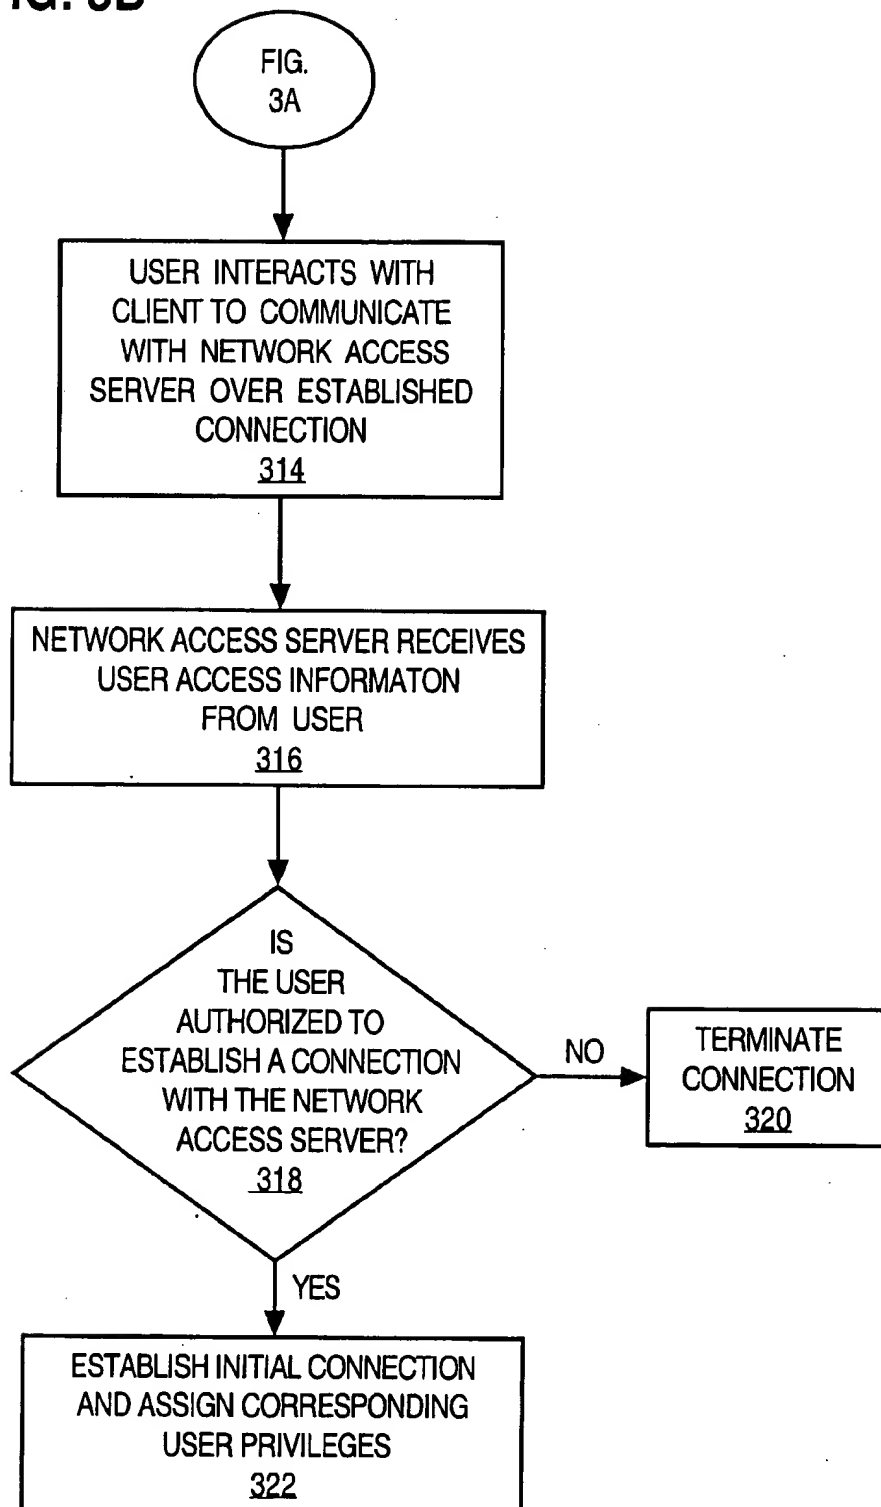 FIG. 3B
FIG.
3A
USER INTERACTS WITH
CLIENT TO COMMUNICATE
WITH NETWORK ACCESS
SERVER OVER ESTABLISHED
CONNECTION
314
NETWORK ACCESS SERVER RECEIVES
USER ACCESS INFORMATON
FROM USER
316
IS
THE USER
AUTHORIZED TO
ESTABLISH A CONNECTION
WITH THE NETWORK
ACCESS SERVER?
318
NO
TERMINATE
CONNECTION
320
YES
ESTABLISH INITIAL CONNECTION
AND ASSIGN CORRESPONDING
USER PRIVILEGES
322